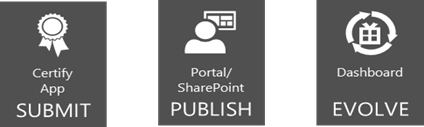 Certify
App
SUBMIT
Portal/
SharePoint
PUBLISH
Dashboard
EVOLVE